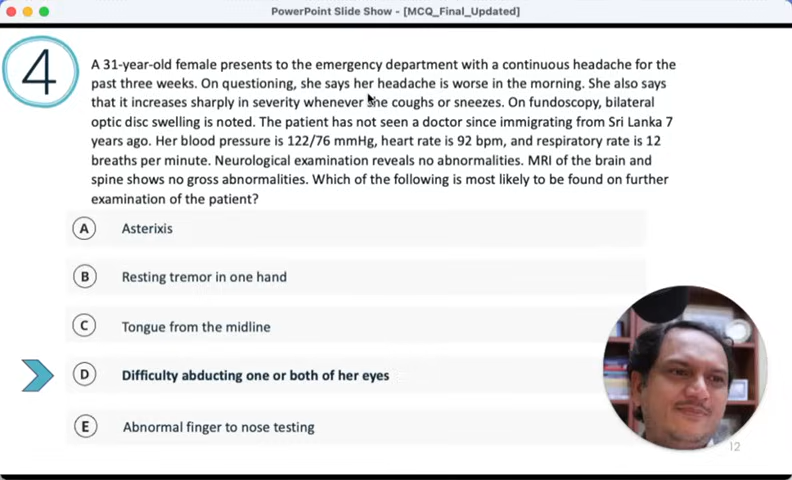 PowerPoint Slide Show - [MCQ_Final_Updated]
4
A 31-year-old female presents to the emergency department with a continuous headache for the
past three weeks. On questioning, she says her headache is worse in the morning. She also says
that it increases sharply in severity whenever she coughs or sneezes. On fundoscopy, bilateral
optic disc swelling is noted. The patient has not seen a doctor since immigrating from Sri Lanka 7
years ago. Her blood pressure is 122/76 mmHg, heart rate is 92 bpm, and respiratory rate is 12
breaths per minute. Neurological examination reveals no abnormalities. MRI of the brain and
spine shows no gross abnormalities. Which of the following is most likely to be found on further
examination of the patient?
A Asterixis
B Resting tremor in one hand
C Tongue from the midline
D Difficulty abducting one or both of her eyes
E Abnormal finger to nose testing
12